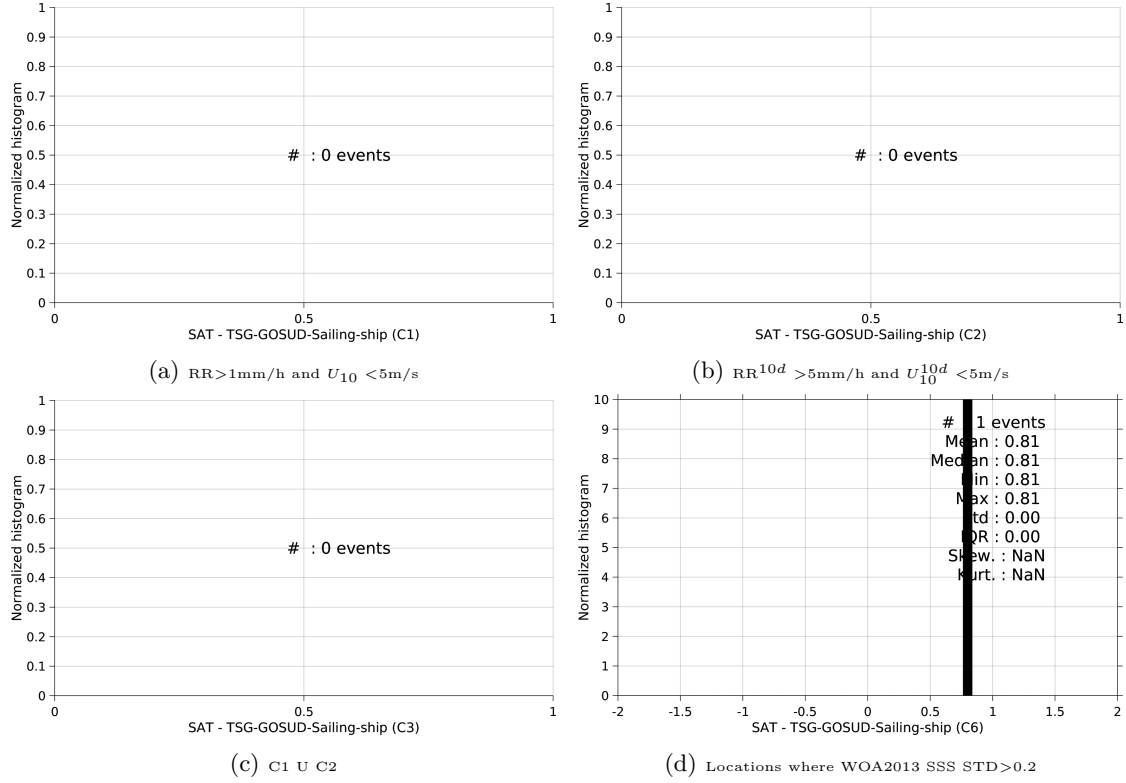 1
0.9
0.8
0.7
0.6
0.5
0.4
0.3
0.2
0.1
0
Normalized histogram
# : 0 events
0 0.5 1
SAT - TSG-GOSUD-Sailing-ship (C1)
(a) RR>1mm/h and U10 <5m/s
1
0.9
0.8
0.7
0.6
0.5
0.4
0.3
0.2
0.1
0
Normalized histogram
# : 0 events
0 0.5 1
SAT - TSG-GOSUD-Sailing-ship (C2)
(b) RR10d >5mm/h and U10d10 <5m/s
1
0.9
0.8
0.7
0.6
0.5
0.4
0.3
0.2
0.1
0
Normalized histogram
# : 0 events
0 0.5 1
SAT - TSG-GOSUD-Sailing-ship (C3)
(c) C1 U C2
10
9
8
7
6
5
4
3
2
1
0
Normalized histogram
# 1 events
Mean : 0.81
Median : 0.81
Min : 0.81
Max : 0.81
Std : 0.00
IQR : 0.00
Skew. : NaN
Kurt. : NaN
-2 -1.5 -1 -0.5 0 0.5 1 1.5 2
SAT - TSG-GOSUD-Sailing-ship (C6)
(d) Locations where WOA2013 SSS STD>0.2